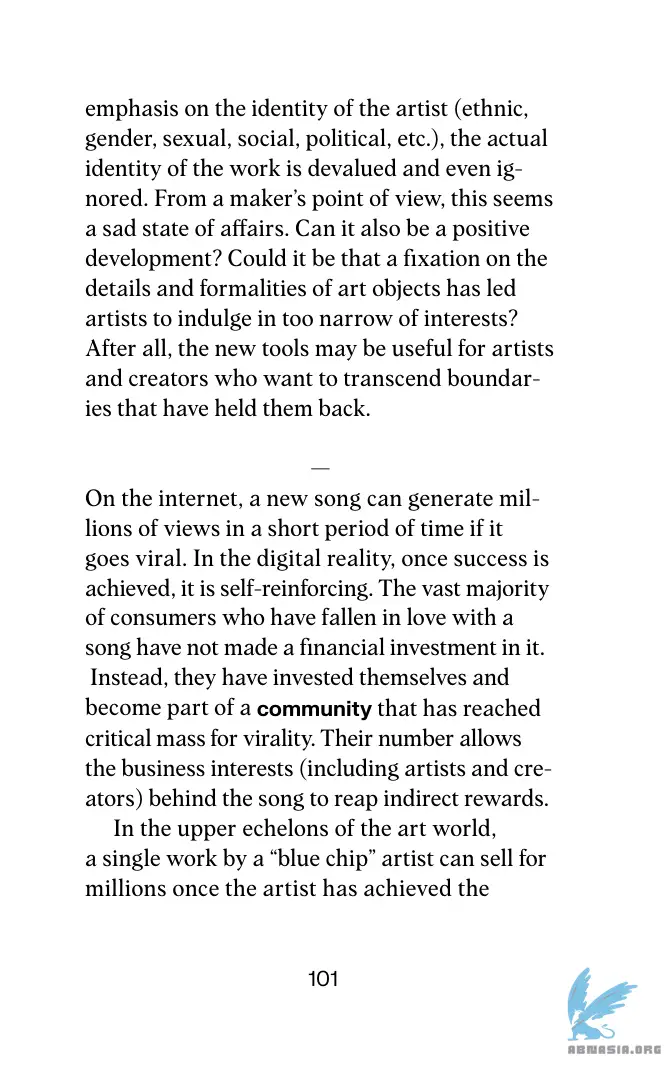 emphasis on the identity of the artist (ethnic,
gender, sexual, social, political, etc.), the actual
identity of the work is devalued and even ig-
nored. From a maker’s point of view, this seems
a sad state of affairs. Can it also be a positive
development? Could it be that a fixation on the
details and formalities of art objects has led
artists to indulge in too narrow of interests?
After all, the new tools may be useful for artists
and creators who want to transcend boundar-
ies that have held them back.
—
On the internet, a new song can generate mil-
lions of views in a short period of time if it
goes viral. In the digital reality, once success is
achieved, it is self-reinforcing. The vast majority
of consumers who have fallen in love with a
song have not made a financial investment in it.
Instead, they have invested themselves and
become part of a community that has reached
critical mass for virality. Their number allows
the business interests (including artists and cre-
ators) behind the song to reap indirect rewards.
In the upper echelons of the art world,
a single work by a “blue chip” artist can sell for
millions once the artist has achieved the
101
ABNASIA.ORG